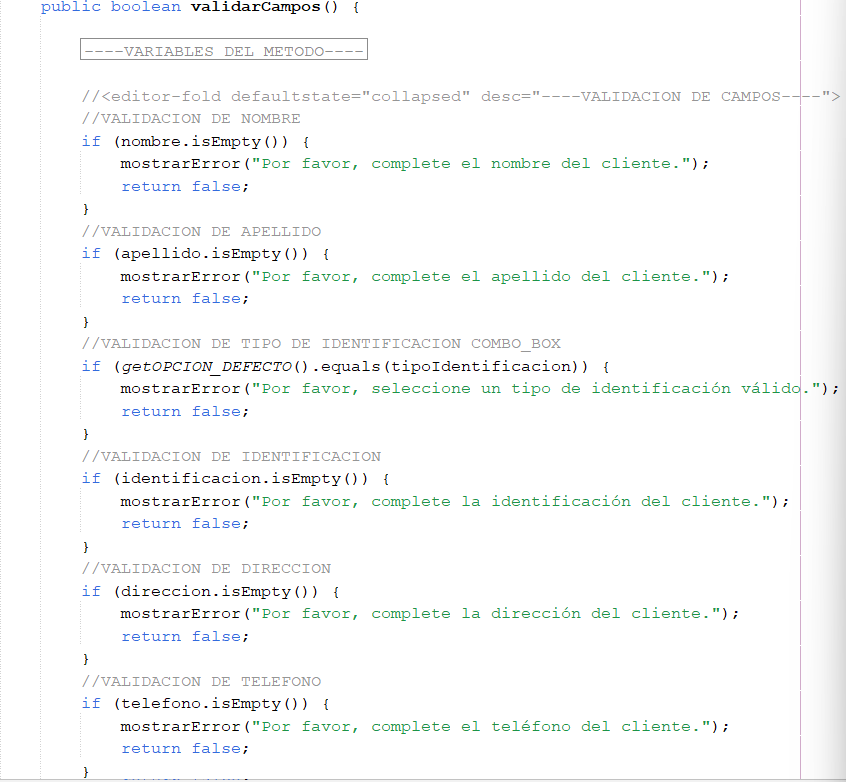 public boolean validarCampos() {
----VARIABLES DEL METODO----
//<editor-fold defaultstate="collapsed" desc="----VALIDACION DE CAMPOS----">
//VALIDACION DE NOMBRE
if (nombre.isEmpty()) {
mostrarError("Por favor, complete el nombre del cliente.");
return false;
}
//VALIDACION DE APELLIDO
if (apellido.isEmpty()) {
mostrarError("Por favor, complete el apellido del cliente.");
return false;
}
//VALIDACION DE TIPO DE IDENTIFICACION COMBO_BOX
if (getOPCION_DEFECTO().equals(tipoIdentificacion)) {
mostrarError("Por favor, seleccione un tipo de identificación válido.");
return false;
}
//VALIDACION DE IDENTIFICACION
if (identificacion.isEmpty()) {
mostrarError("Por favor, complete la identificación del cliente.");
return false;
}
//VALIDACION DE DIRECCION
if (direccion.isEmpty()) {
mostrarError("Por favor, complete la dirección del cliente.");
return false;
}
//VALIDACION DE TELEFONO
if (telefono.isEmpty()) {
mostrarError("Por favor, complete el teléfono del cliente.");
return false;
}